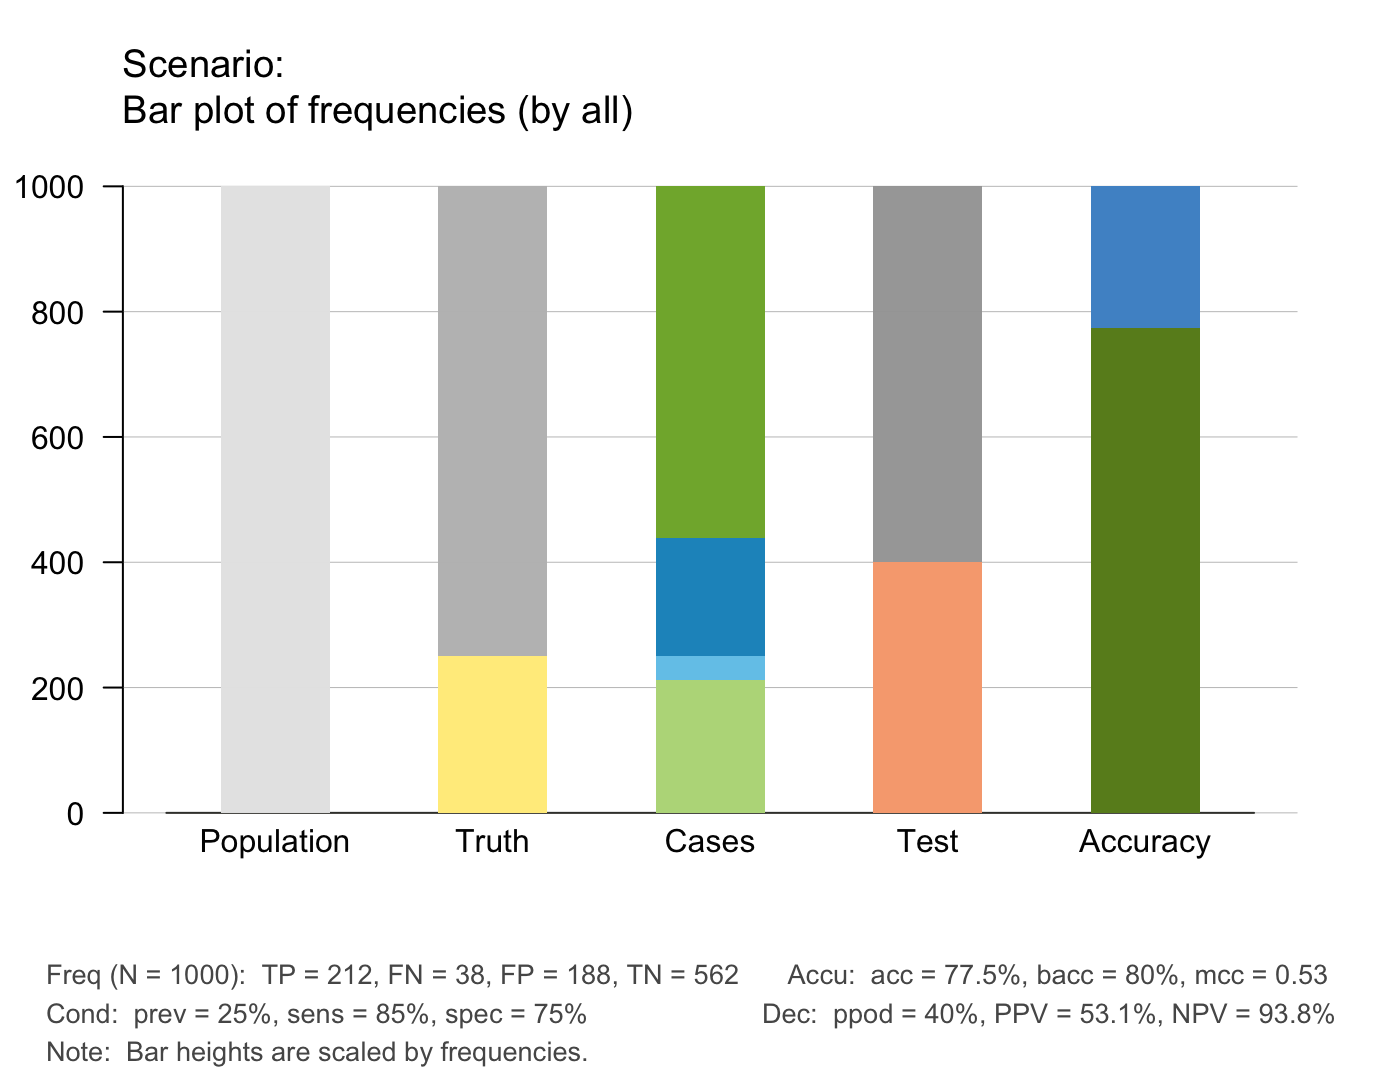 Scenario:
Bar plot of frequencies (by all)
1000
800
600
400
200
0
Population Truth Cases Test Accuracy
Freq (N = 1000):  TP = 212, FN = 38, FP = 188, TN = 562 Accu:  acc = 77.5%, bacc = 80%, mcc = 0.53
Cond:  prev = 25%, sens = 85%, spec = 75% Dec:  ppod = 40%, PPV = 53.1%, NPV = 93.8%
Note:  Bar heights are scaled by frequencies.